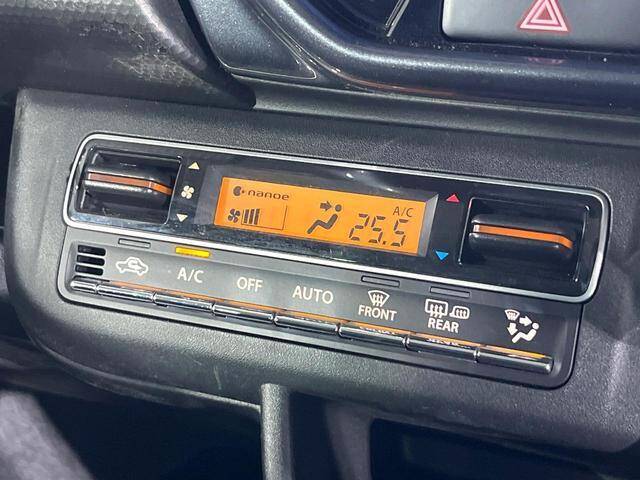 nanoe
A/C
25.5
A/C
OFF
AUTO
FRONT
REAR